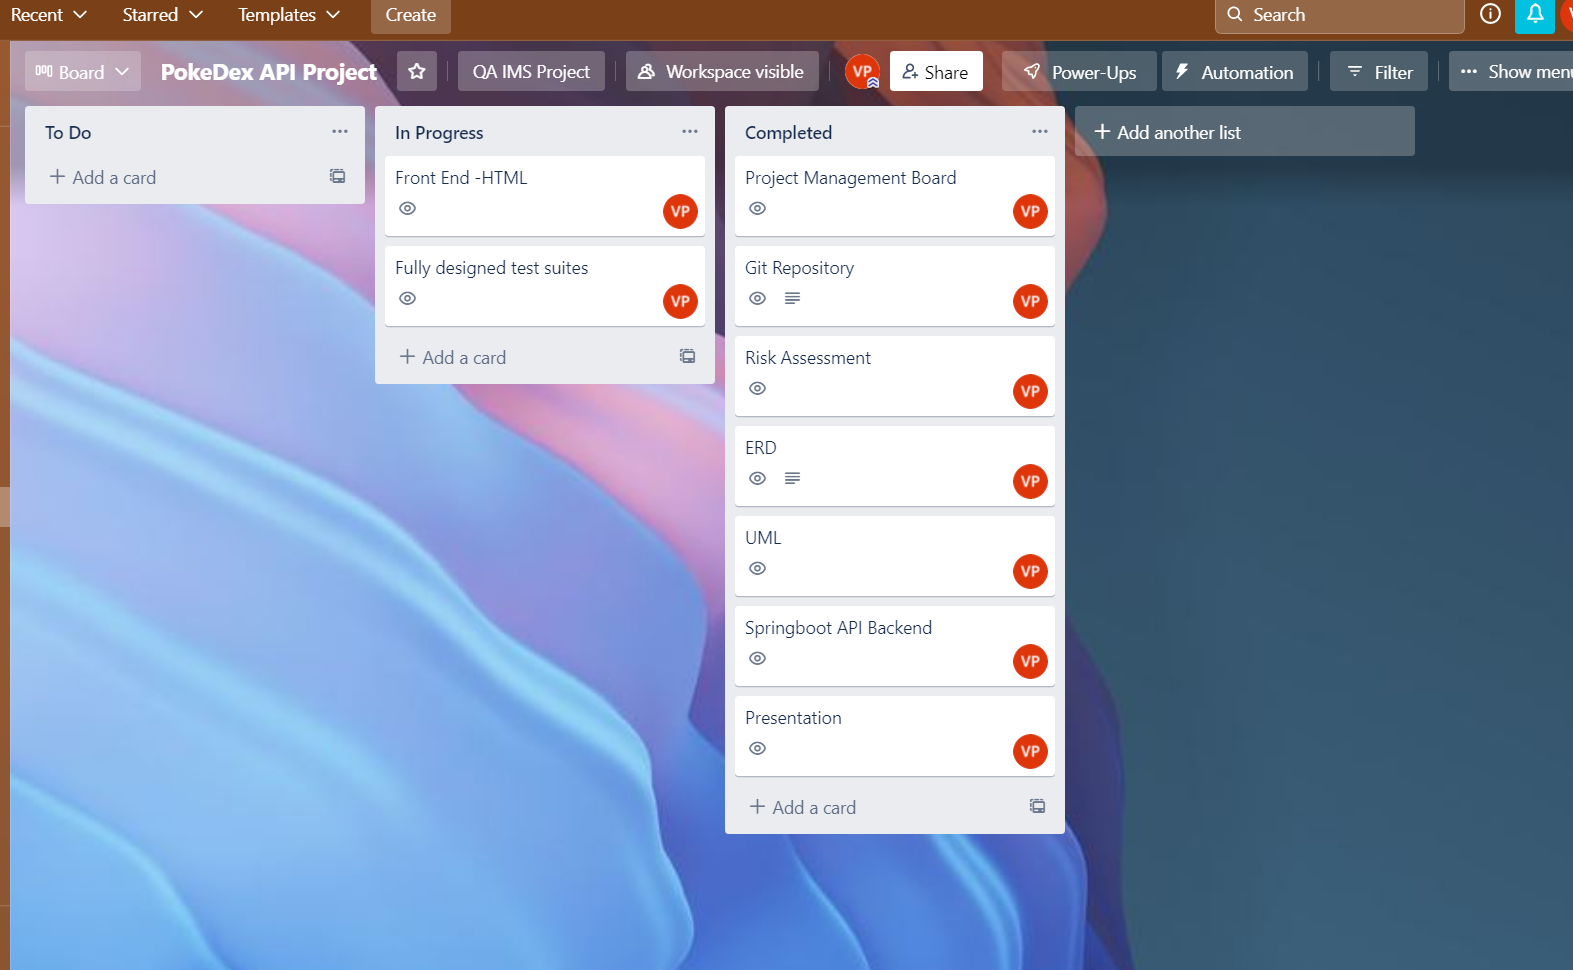 Recent Starred Templates Create Search
Board PokeDex API Project QA IMS Project Workspace visible VP Share Power-Ups Automation Filter Show menu
To Do
Add a card
In Progress
Front End -HTML
VP
Fully designed test suites
VP
Add a card
Completed
Project Management Board
VP
Git Repository
VP
Risk Assessment
VP
ERD
VP
UML
VP
Springboot API Backend
VP
Presentation
VP
Add a card
Add another list